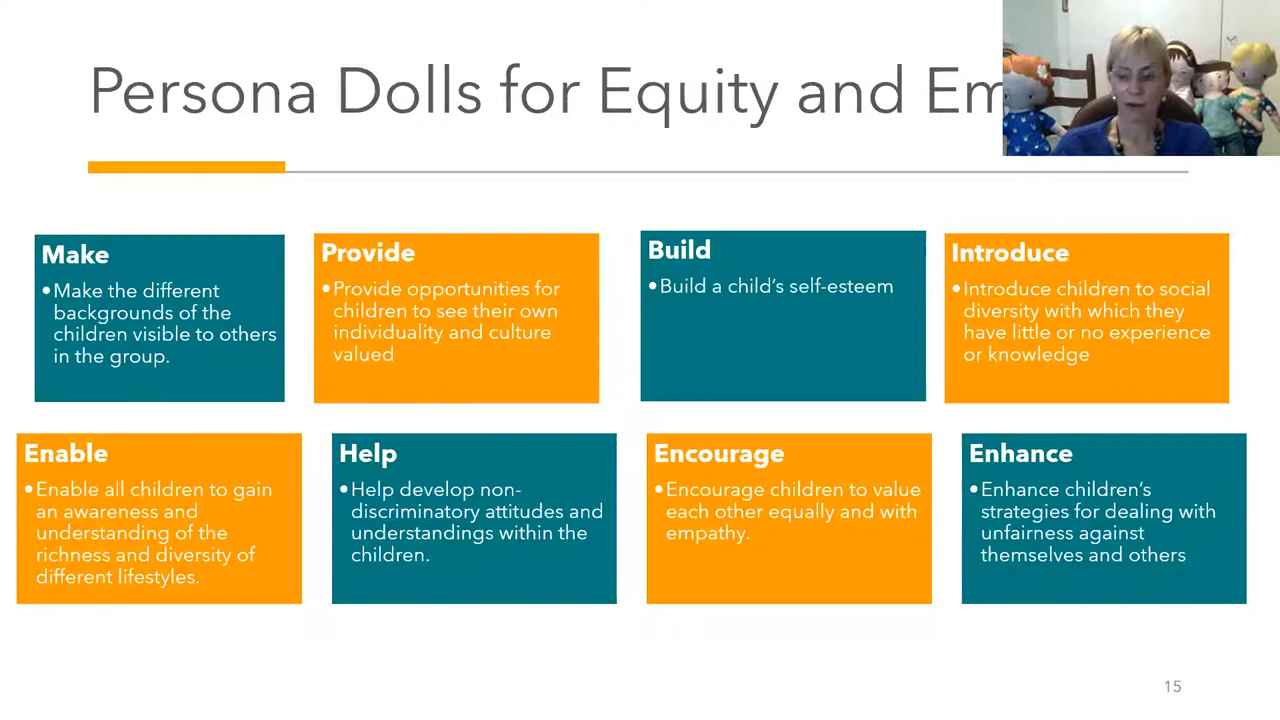 Persona Dolls for Equity and Em
Make
•Make the different
backgrounds of the
children visible to others
in the group.
Provide
•Provide opportunities for
children to see their own
individuality and culture
valued
Build
•Build a child’s self-esteem
Introduce
•Introduce children to social
diversity with which they
have little or no experience
or knowledge
Enable
•Enable all children to gain
an awareness and
understanding of the
richness and diversity of
different lifestyles.
Help
•Help develop non-
discriminatory attitudes and
understandings within the
children.
Encourage
•Encourage children to value
each other equally and with
empathy.
Enhance
•Enhance children’s
strategies for dealing with
unfairness against
themselves and others
15